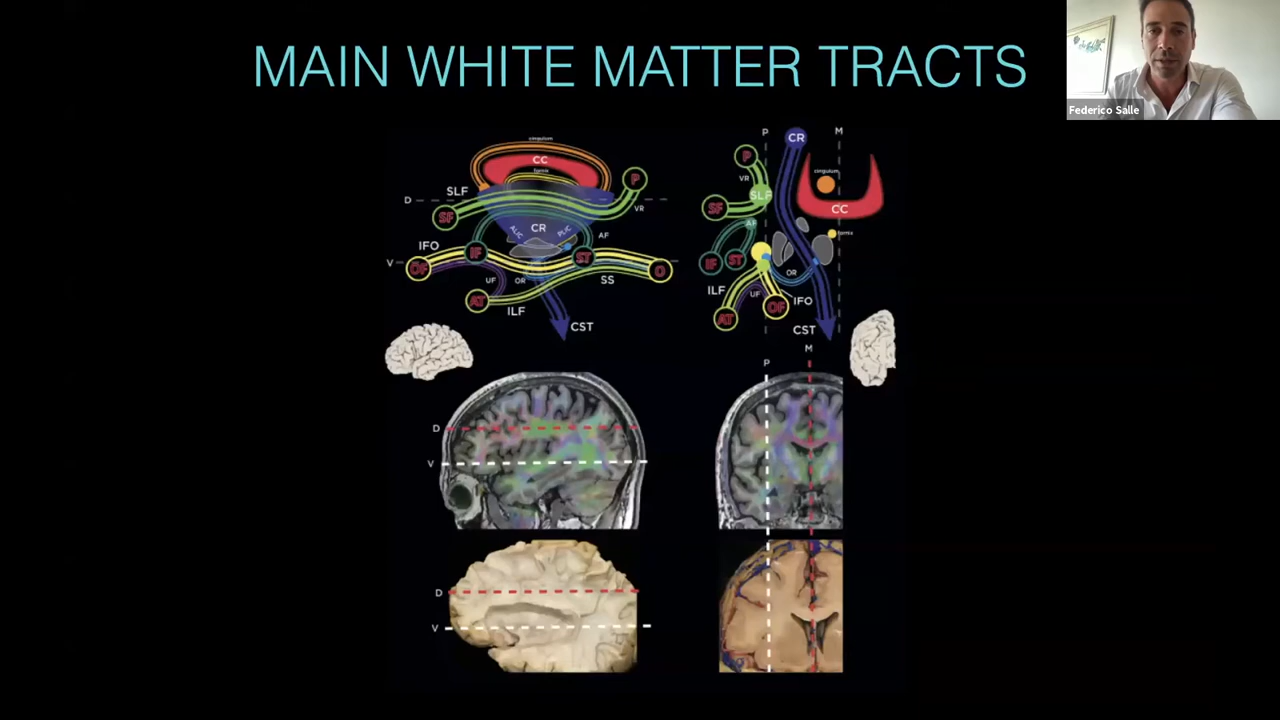 MAIN WHITE MATTER TRACTS
Federico Salle
cingulum
CC
fornix
SLF
P
D
SF
VR
ALIC
CR
PLIC
AF
IFO
IF
V
OF
ST
O
UF
OR
SS
AT
ILF
CST
P
CR
M
P
VR
cingulum
SLF
SF
CC
AF
fornix
IF
ST
OR
ILF
UF
IFO
AT
OF
CST
M
P
D
V
D
V